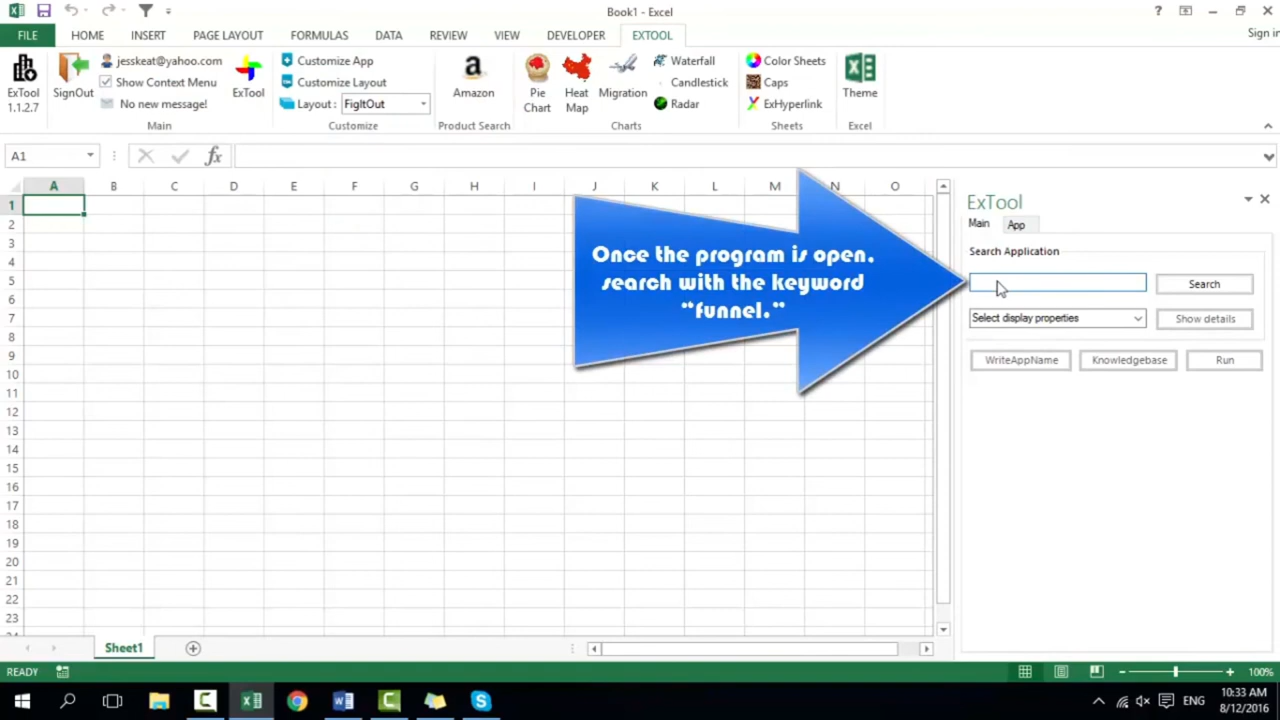 Book1 - Excel
?
Sign in
FILE HOME INSERT PAGE LAYOUT FORMULAS DATA REVIEW VIEW DEVELOPER EXTOOL
ExTool 1.1.2.7
SignOut
jesskeat@yahoo.com
Show Context Menu
No new message!
ExTool
Main
Customize App
Customize Layout
Layout : FigItOut
Customize
Amazon
Product Search
Pie Chart
Heat Map
Migration
Waterfall
Candlestick
Radar
Charts
Color Sheets
Caps
ExHyperlink
Sheets
Theme
Excel
A1
fx
A B C D E F G H I J K L M N O
1
2
3
4
5
6
7
8
9
10
11
12
13
14
15
16
17
18
19
20
21
22
23
Once the program is open,
search with the keyword
“funnel.”
ExTool
Main App
Search Application
Search
Select display properties
Show details
WriteAppName Knowledgebase Run
Sheet1
READY
100%
ENG
10:33 AM
8/12/2016